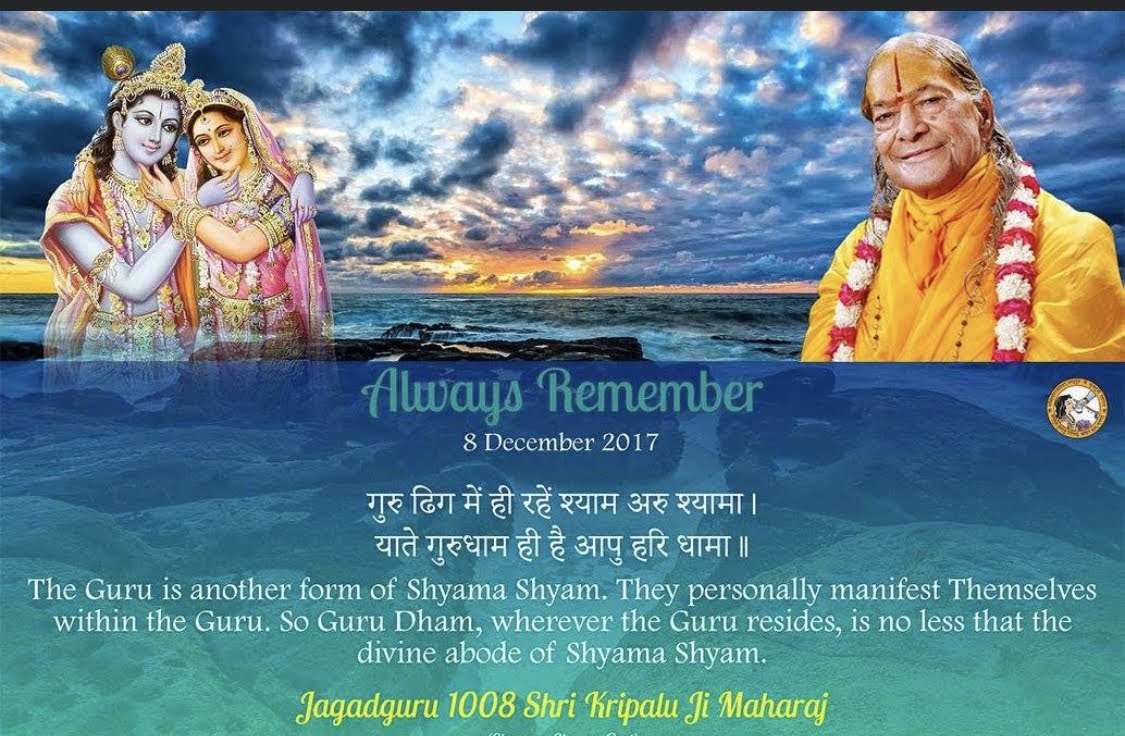 Always Remember
8 December 2017
गुरु ढिग में ही रहें श्याम अरु श्यामा।
याते गुरुधाम ही है आपु हरि धामा॥
The Guru is another form of Shyama Shyam. They personally manifest Themselves
within the Guru. So Guru Dham, wherever the Guru resides, is no less that the
divine abode of Shyama Shyam.
Jagadguru 1008 Shri Kripalu Ji Maharaj